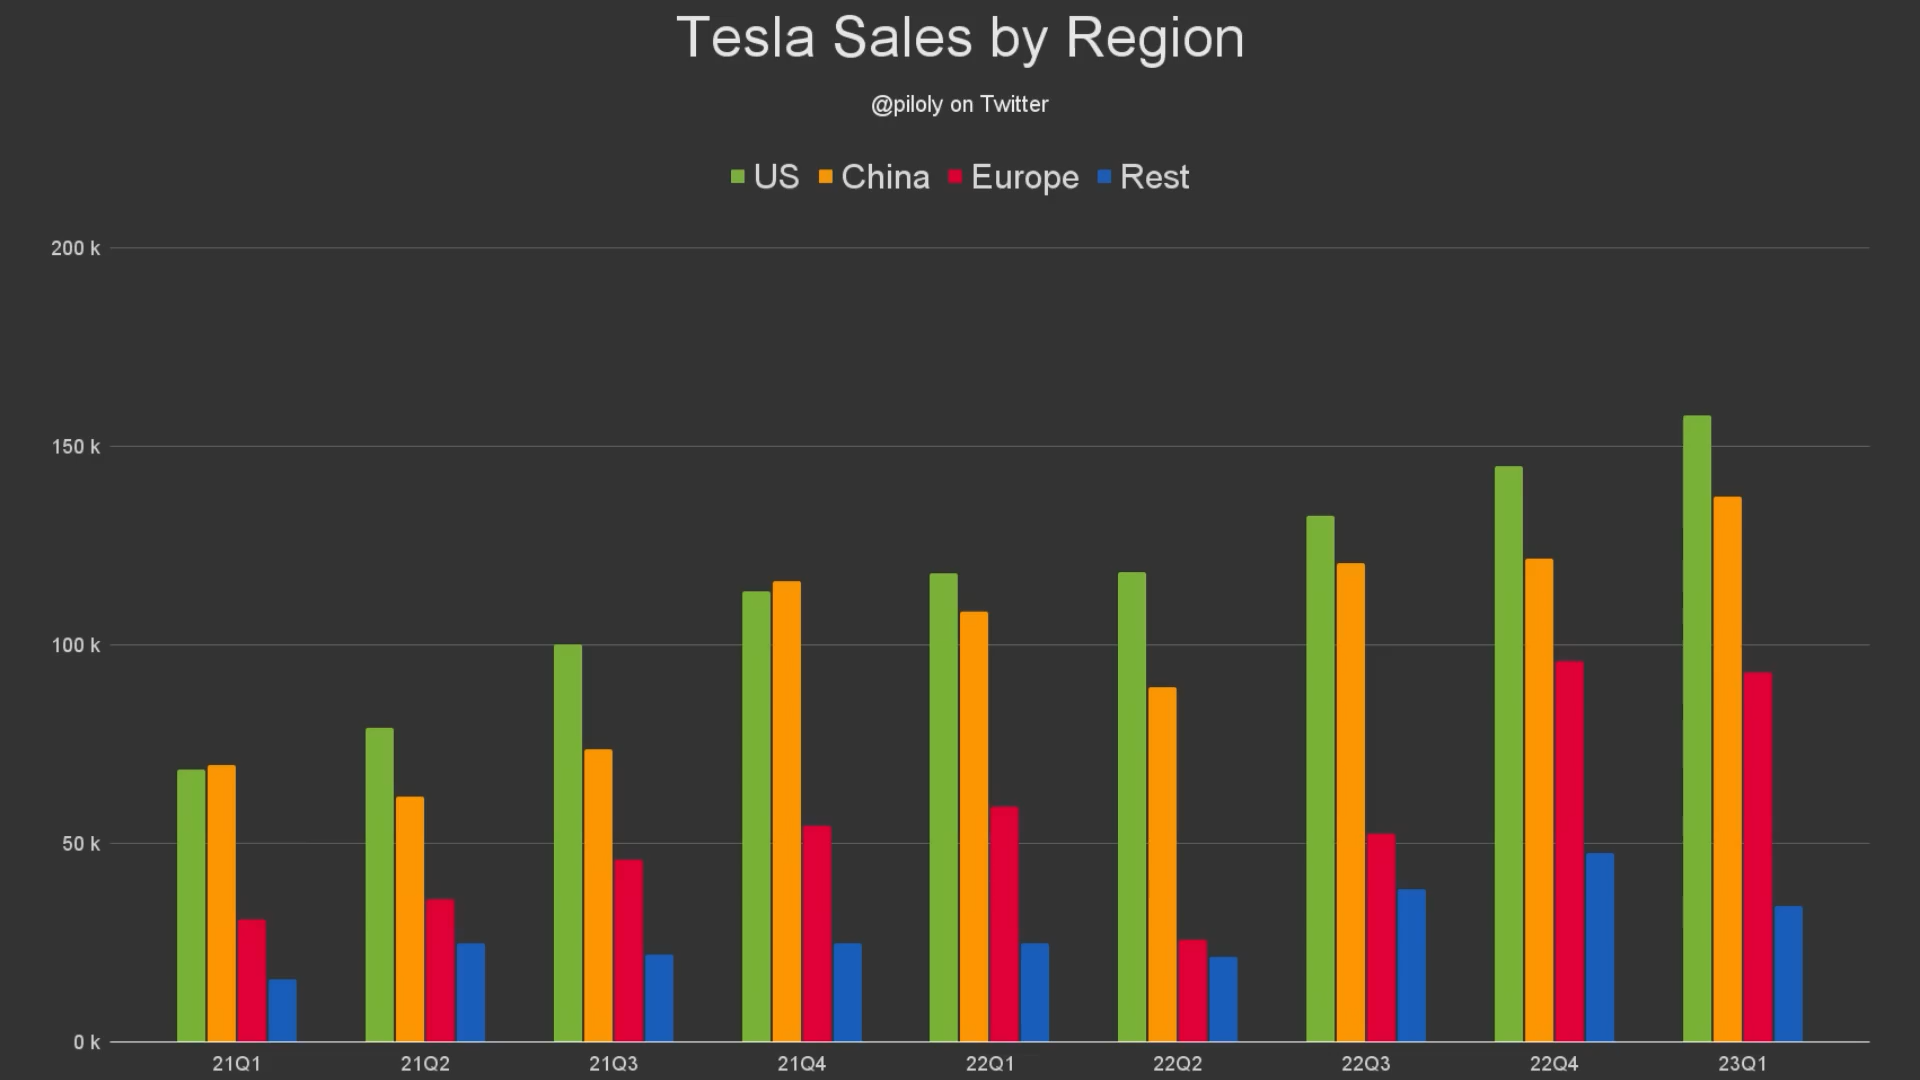 Tesla Sales by Region
@piloly on Twitter
US China Europe Rest
200 k
150 k
100 k
50 k
0 k
21Q1 21Q2 21Q3 21Q4 22Q1 22Q2 22Q3 22Q4 23Q1